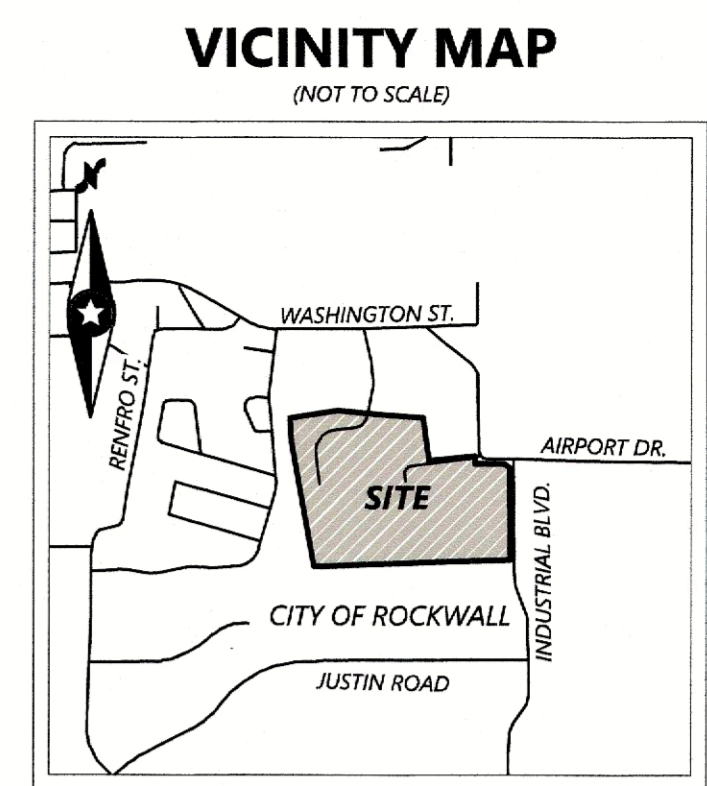 VICINITY MAP
(NOT TO SCALE)
N
WASHINGTON ST.
RENFRO ST.
AIRPORT DR.
SITE
INDUSTRIAL BLVD.
CITY OF ROCKWALL
JUSTIN ROAD